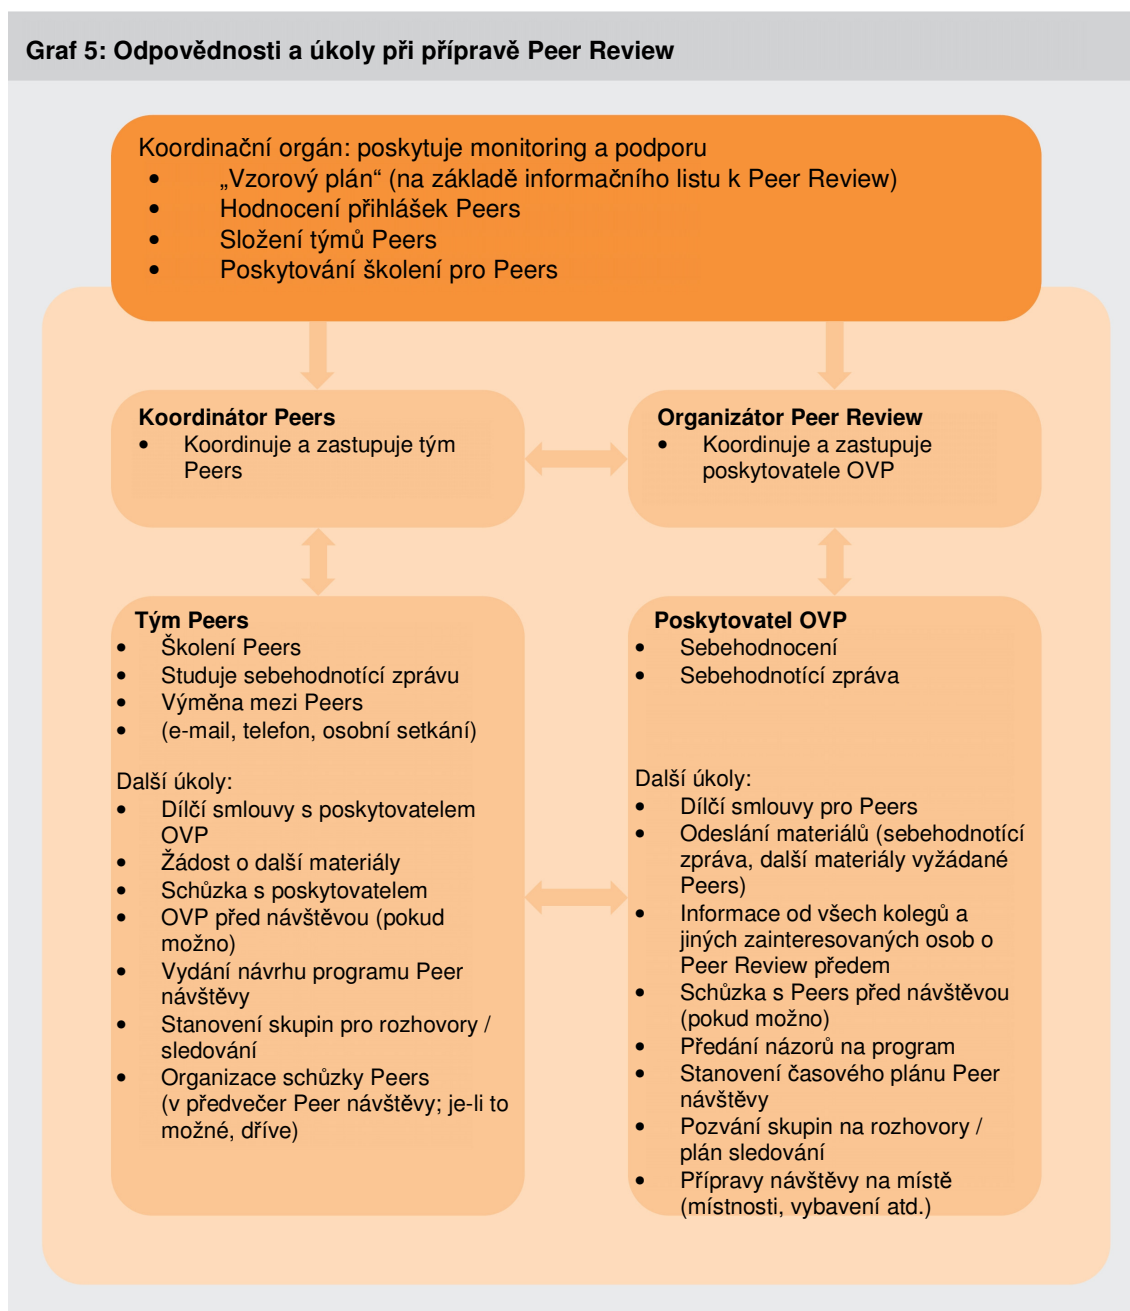 Graf 5: Odpovědnosti a úkoly při přípravě Peer Review
Koordinační orgán: poskytuje monitoring a podporu
• „Vzorový plán“ (na základě informačního listu k Peer Review)
• Hodnocení přihlášek Peers
• Složení týmů Peers
• Poskytování školení pro Peers
Koordinátor Peers
• Koordinuje a zastupuje tým
Peers
Organizátor Peer Review
• Koordinuje a zastupuje
poskytovatele OVP
Tým Peers
• Školení Peers
• Studuje sebehodnotící zprávu
• Výměna mezi Peers
• (e-mail, telefon, osobní setkání)
Další úkoly:
• Dílčí smlouvy s poskytovatelem
OVP
• Žádost o další materiály
• Schůzka s poskytovatelem
• OVP před návštěvou (pokud
možno)
• Vydání návrhu programu Peer
návštěvy
• Stanovení skupin pro rozhovory /
sledování
• Organizace schůzky Peers
(v předvečer Peer návštěvy; je-li to
možné, dříve)
Poskytovatel OVP
• Sebehodnocení
• Sebehodnotící zpráva
Další úkoly:
• Dílčí smlouvy pro Peers
• Odeslání materiálů (sebehodnotící
zpráva, další materiály vyžádané
Peers)
• Informace od všech kolegů a
jiných zainteresovaných osob o
Peer Review předem
• Schůzka s Peers před návštěvou
(pokud možno)
• Předání názorů na program
• Stanovení časového plánu Peer
návštěvy
• Pozvání skupin na rozhovory /
plán sledování
• Přípravy návštěvy na místě
(místnosti, vybavení atd.)